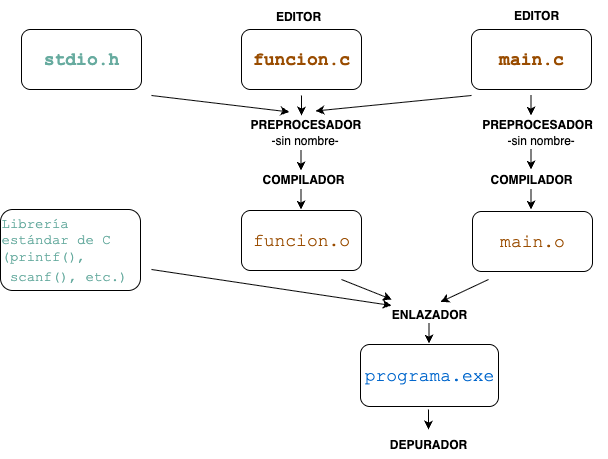 EDITOR
EDITOR
stdio.h
funcion.c
main.c
PREPROCESADOR
-sin nombre-
PREPROCESADOR
-sin nombre-
COMPILADOR
COMPILADOR
Librería
estándar de C
(printf(),
scanf(), etc.)
funcion.o
main.o
ENLAZADOR
programa.exe
DEPURADOR